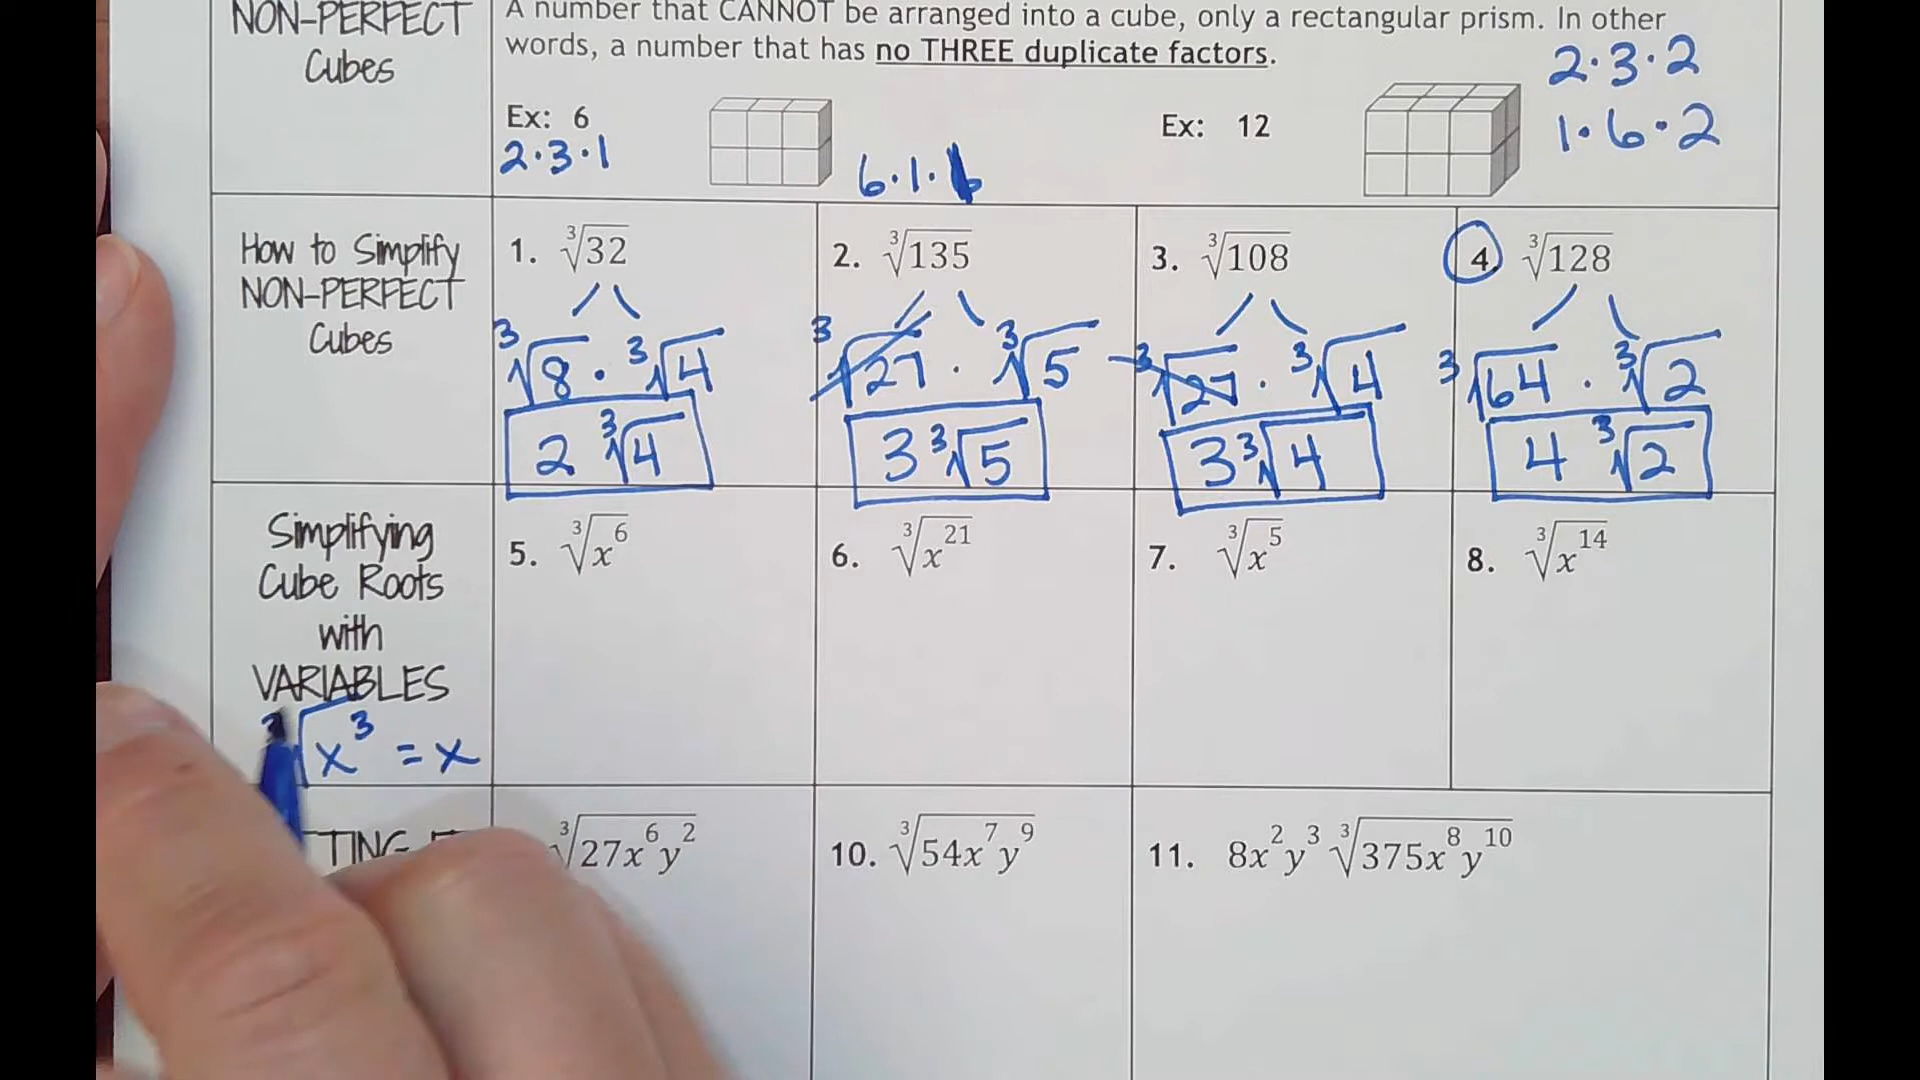 NON-PERFECT
Cubes
A number that CANNOT be arranged into a cube, only a rectangular prism. In other
words, a number that has no THREE duplicate factors.
Ex: 6
2·3·1
6·1·1
Ex: 12
2·3·2
1·6·2
How to Simplify
NON-PERFECT
Cubes
1. ∛32
∛8 · ∛4
2 ∛4
2. ∛135
∛27 · ∛5
3 ∛5
3. ∛108
∛27 · ∛4
3 ∛4
4. ∛128
∛64 · ∛2
4 ∛2
Simplifying
Cube Roots
with
VARIABLES
∛x³ = x
5. ∛x⁶
6. ∛x²¹
7. ∛x⁵
8. ∛x¹⁴
∛27x⁶y²
10. ∛54x⁷y⁹
11. 8x²y³ ∛375x⁸y¹⁰